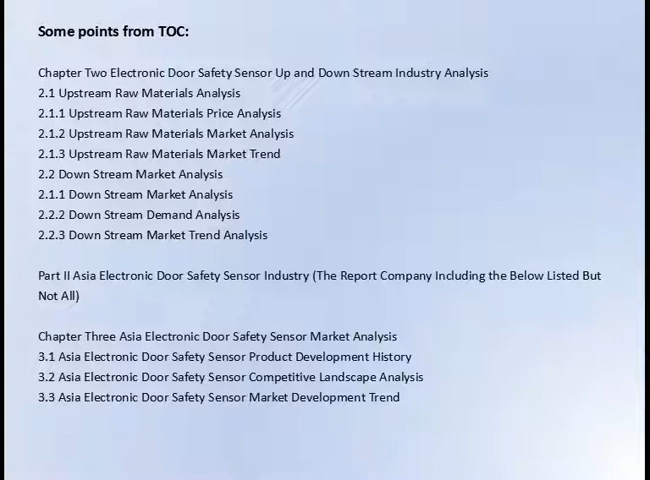 Some points from TOC:
Chapter Two Electronic Door Safety Sensor Up and Down Stream Industry Analysis
2.1 Upstream Raw Materials Analysis
2.1.1 Upstream Raw Materials Price Analysis
2.1.2 Upstream Raw Materials Market Analysis
2.1.3 Upstream Raw Materials Market Trend
2.2 Down Stream Market Analysis
2.1.1 Down Stream Market Analysis
2.2.2 Down Stream Demand Analysis
2.2.3 Down Stream Market Trend Analysis
Part II Asia Electronic Door Safety Sensor Industry (The Report Company Including the Below Listed But
Not All)
Chapter Three Asia Electronic Door Safety Sensor Market Analysis
3.1 Asia Electronic Door Safety Sensor Product Development History
3.2 Asia Electronic Door Safety Sensor Competitive Landscape Analysis
3.3 Asia Electronic Door Safety Sensor Market Development Trend